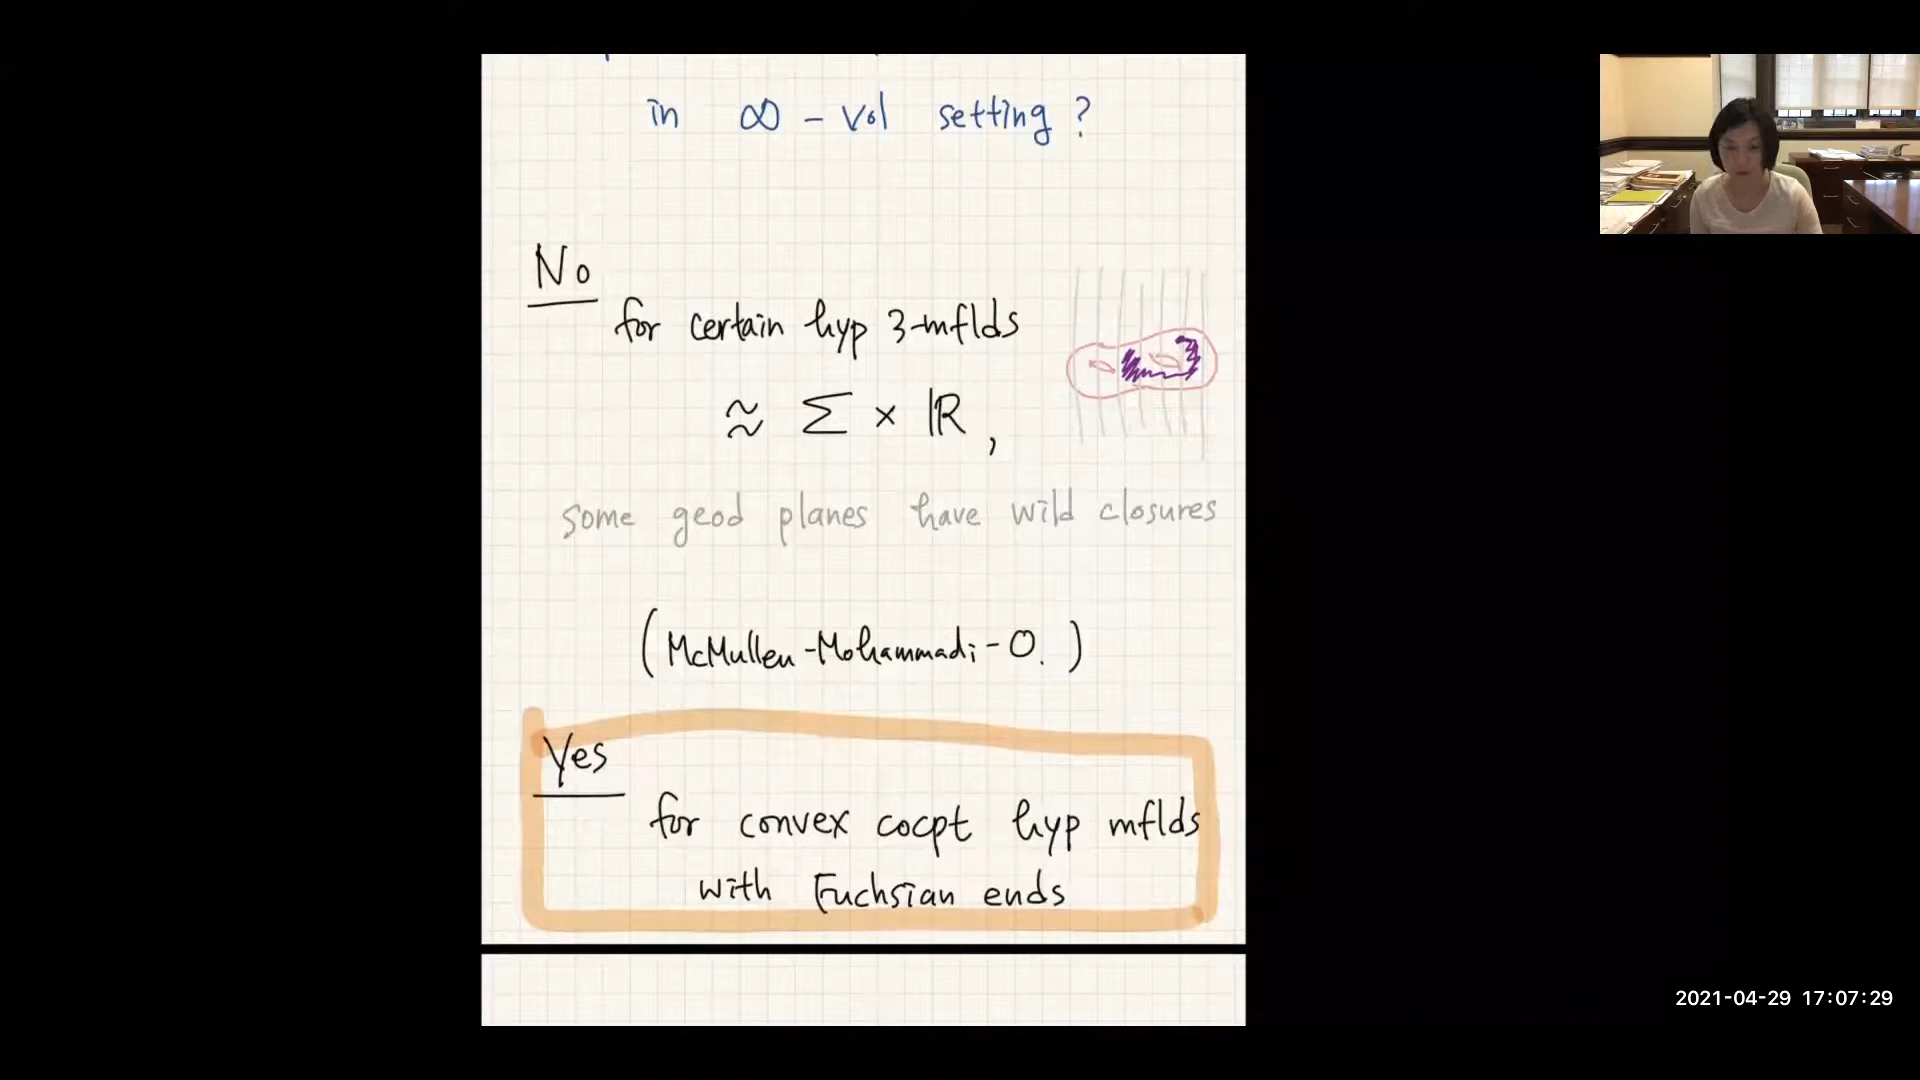 in ∞ - vol setting ?
No
for certain hyp 3-mflds
≈ Σ × ℝ ,
some geod planes have wild closures
(McMullen-Mohammadi-O.)
Yes
for convex cocpt hyp mflds
with Fuchsian ends
2021-04-29 17:07:29